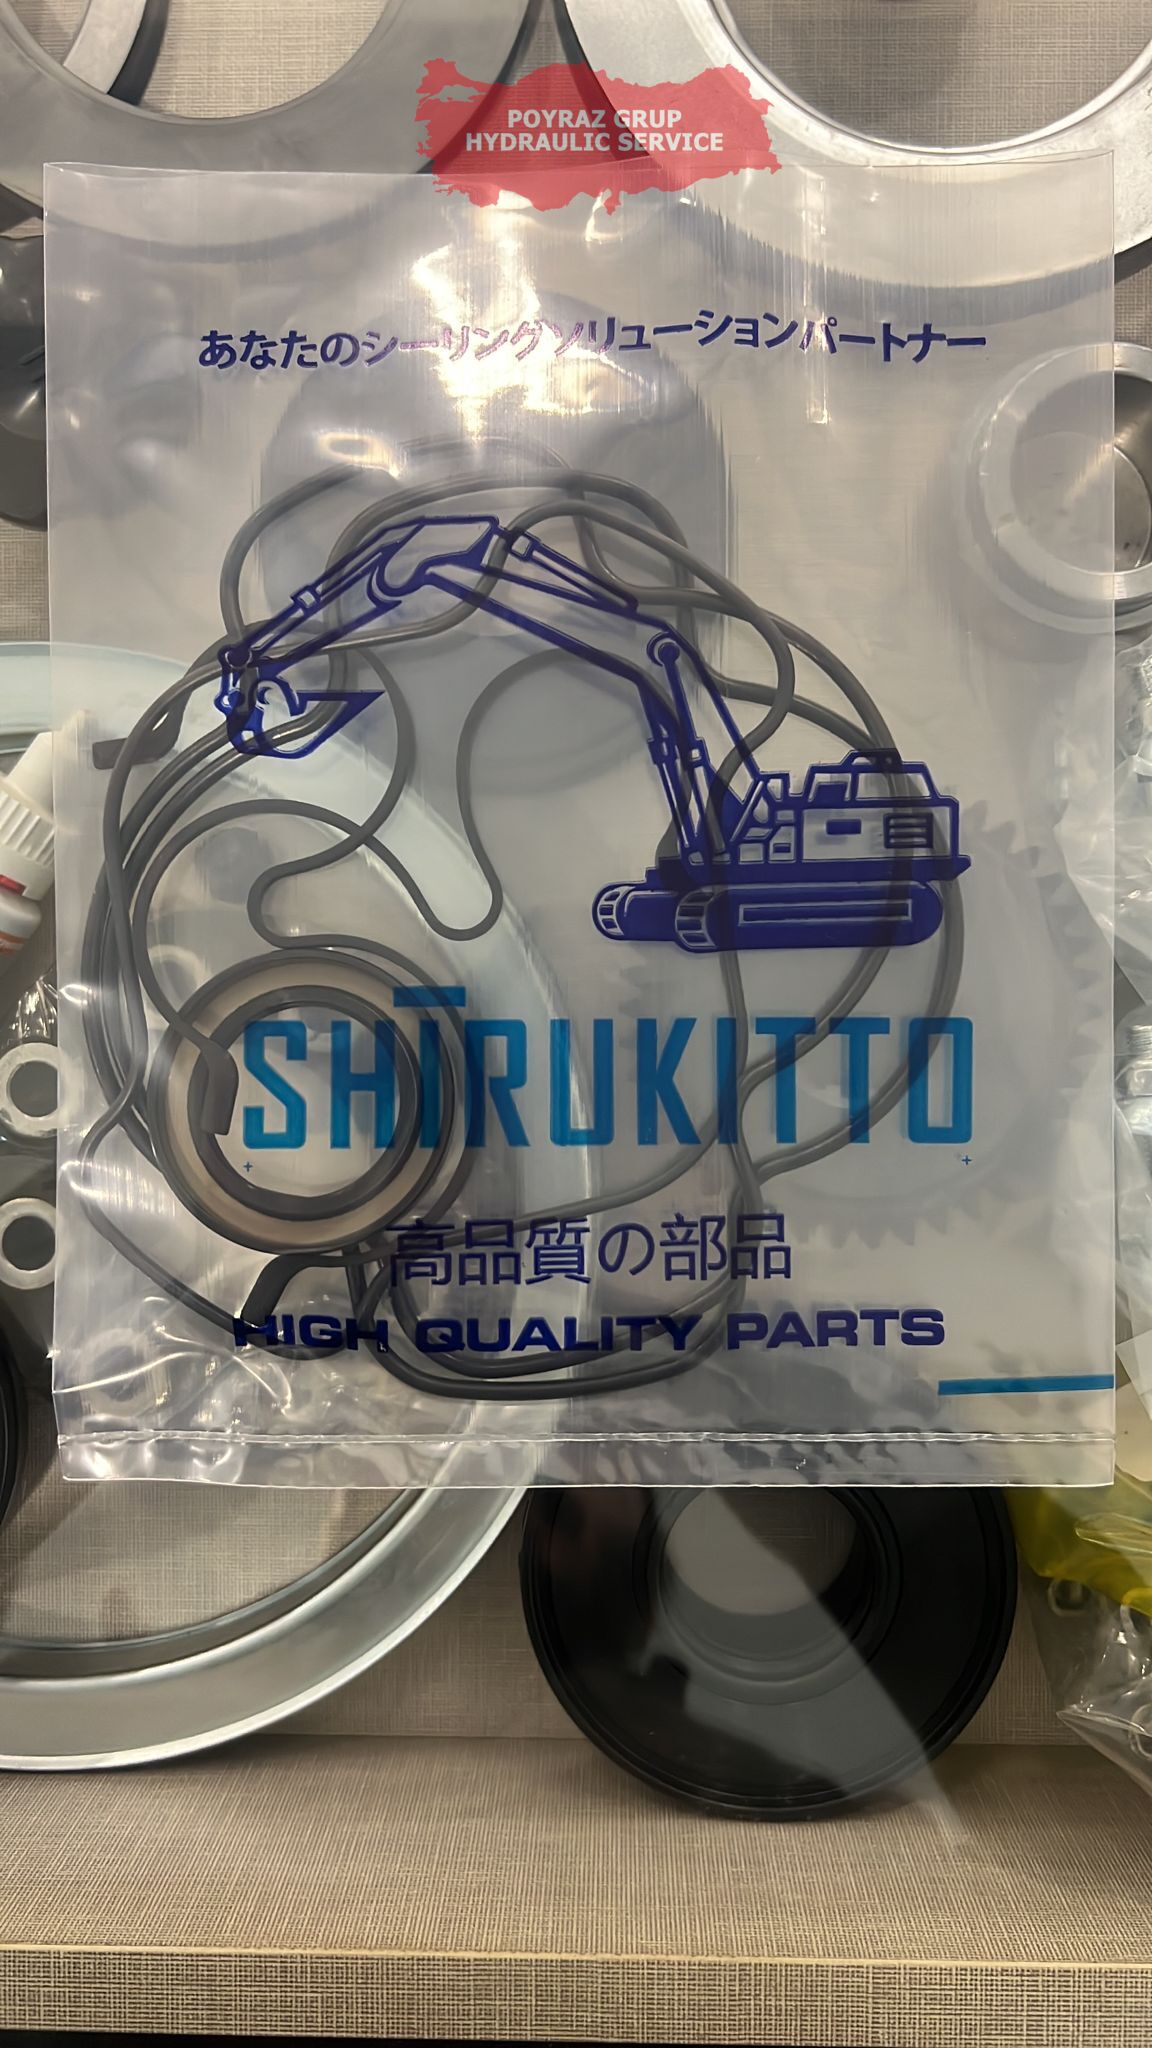 POYRAZ GRUP
HYDRAULIC SERVICE
あなたのシーリングソリューションパートナー
SHĪRUKITTO
高品質の部品
HIGH QUALITY PARTS